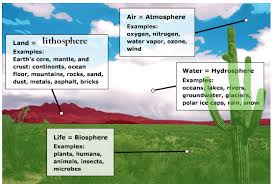 Air = Atmosphere
Examples:
oxygen, nitrogen,
water vapor, ozone,
wind
Land = lithosphere
Examples:
Earth's core, mantle, and
crust: continents, ocean
floor, mountains, rocks, sand,
dust, metals, asphalt, bricks
Water = Hydrosphere
Examples:
oceans, lakes, rivers,
groundwater, glaciers,
polar ice caps, rain, snow
Life = Biosphere
Examples:
plants, humans,
animals, insects,
microbes